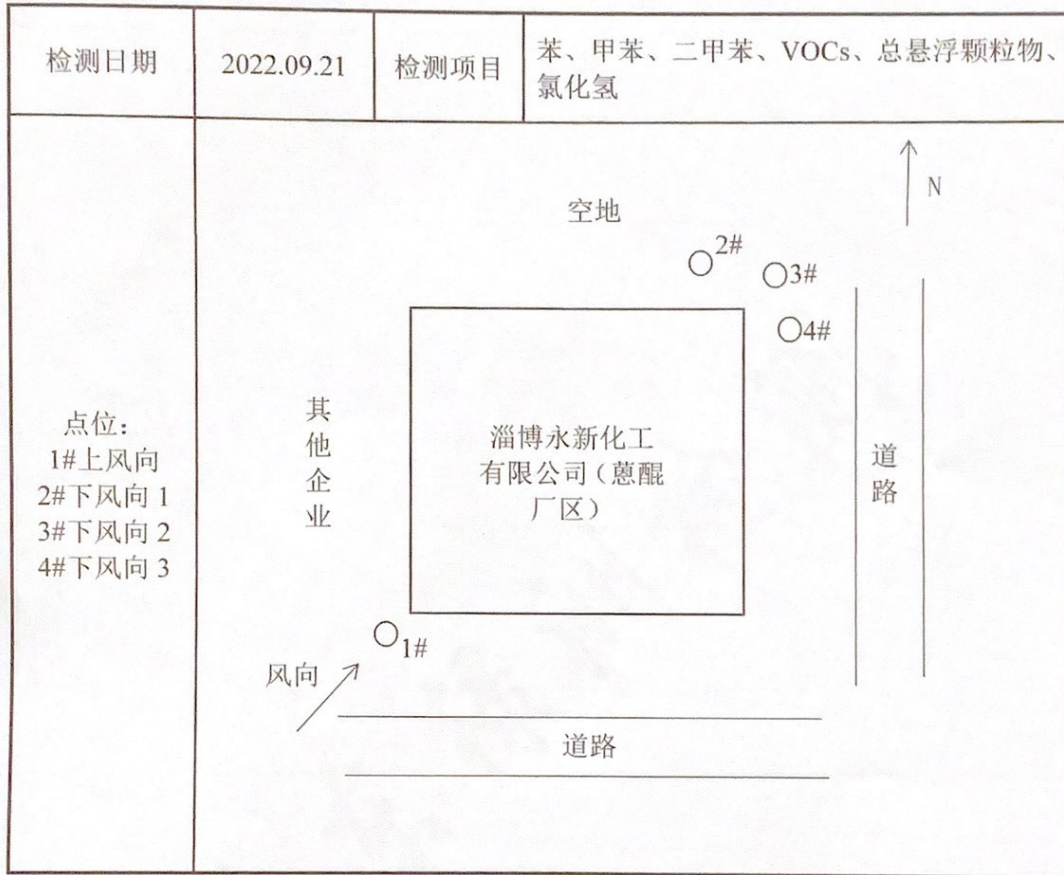 检测日期
2022.09.21
检测项目
苯、甲苯、二甲苯、VOCs、总悬浮颗粒物、
氯化氢
点位：
1#上风向
2#下风向 1
3#下风向 2
4#下风向 3
N
空地
2#
3#
4#
其他企业
淄博永新化工
有限公司（蒽醌
厂区）
道路
1#
风向
道路